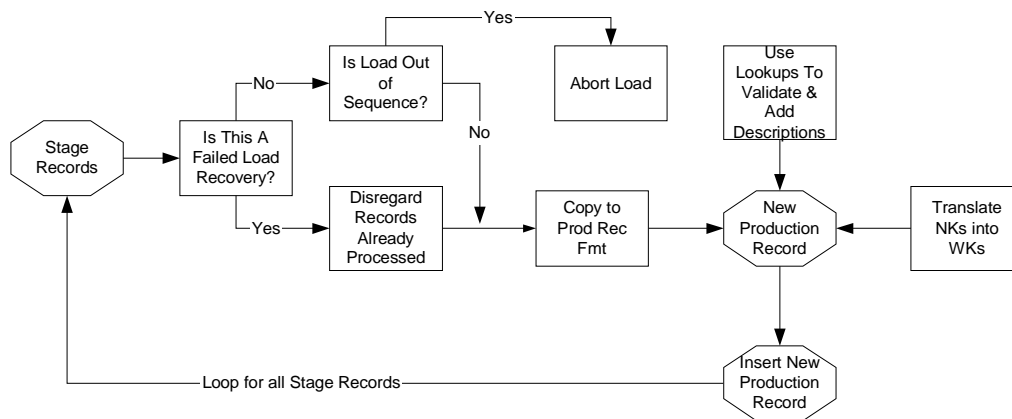 Yes
Is Load Out
of
Sequence?
Abort Load
Use
Lookups To
Validate &
Add
Descriptions
No
No
Stage
Records
Is This A
Failed Load
Recovery?
Yes
Disregard
Records
Already
Processed
Copy to
Prod Rec
Fmt
New
Production
Record
Translate
NKs into
WKs
Loop for all Stage Records
Insert New
Production
Record